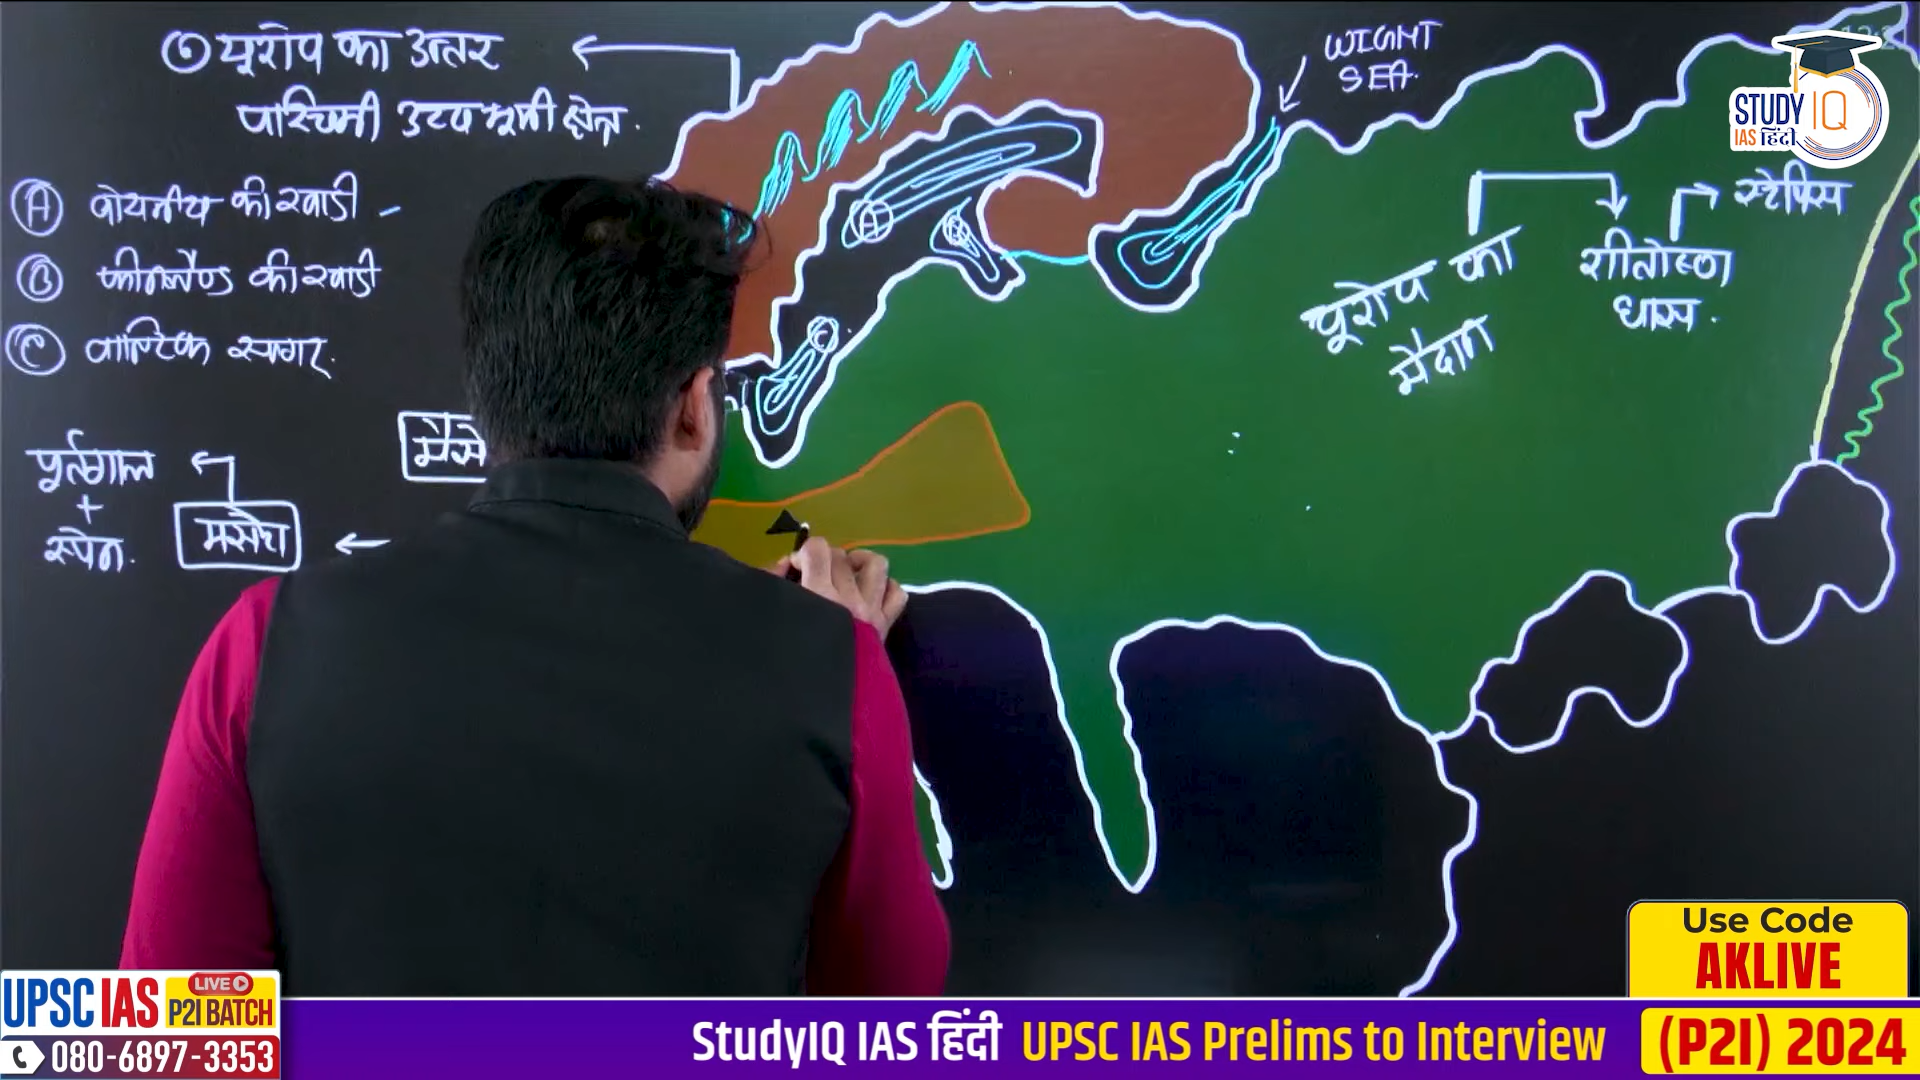 ① यूरोप का उत्तर
पश्चिमी उच्च भूमी क्षेत्र.
Ⓐ बोथनीय की खाडी
Ⓑ फीनलैण्ड की खाडी
Ⓒ बाल्टिक सागर.
पूर्तगाल
+
स्पेन.
मसेटा
WIGHT
SEA.
STUDY IQ
IAS हिंदी
स्टेपिस
यूरोप का
मैदान
शीतोष्ण
घास.
A
B
C
Use Code
AKLIVE
UPSC IAS
LIVE
P2I BATCH
080-6897-3353
StudyIQ IAS हिंदी UPSC IAS Prelims to Interview
(P2I) 2024